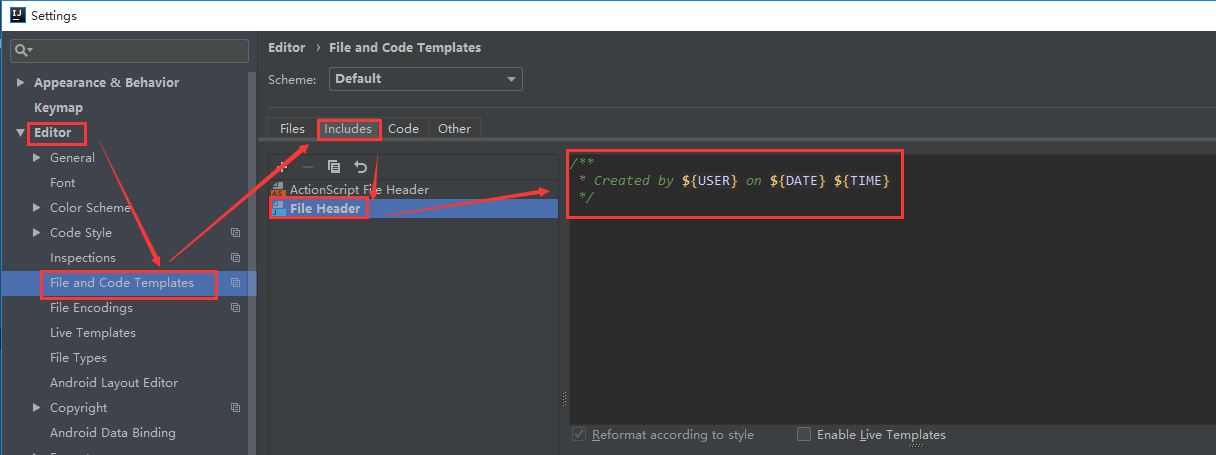 IJ
Settings
Appearance & Behavior
Keymap
Editor
General
Font
Color Scheme
Code Style
Inspections
File and Code Templates
File Encodings
Live Templates
File Types
Android Layout Editor
Copyright
Android Data Binding
Editor › File and Code Templates
Scheme: Default
Files Includes Code Other
ActionScript File Header
File Header
/**
* Created by ${USER} on ${DATE} ${TIME}
*/
Reformat according to style Enable Live Templates